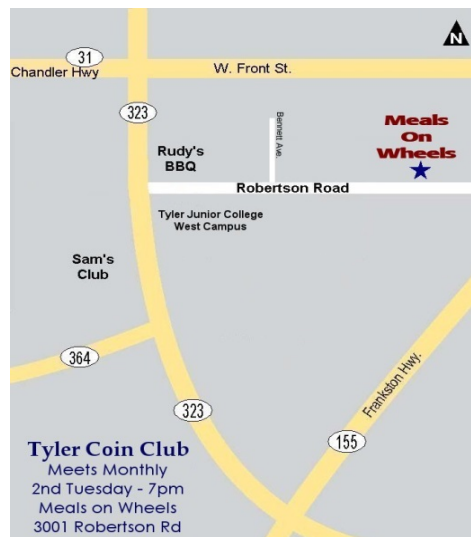 N
31
Chandler Hwy
W. Front St.
323
Bennett Ave.
Meals
On
Wheels
Rudy's
BBQ
Robertson Road
Tyler Junior College
West Campus
Sam's
Club
364
323
Frankston Hwy.
155
Tyler Coin Club
Meets Monthly
2nd Tuesday - 7pm
Meals on Wheels
3001 Robertson Rd